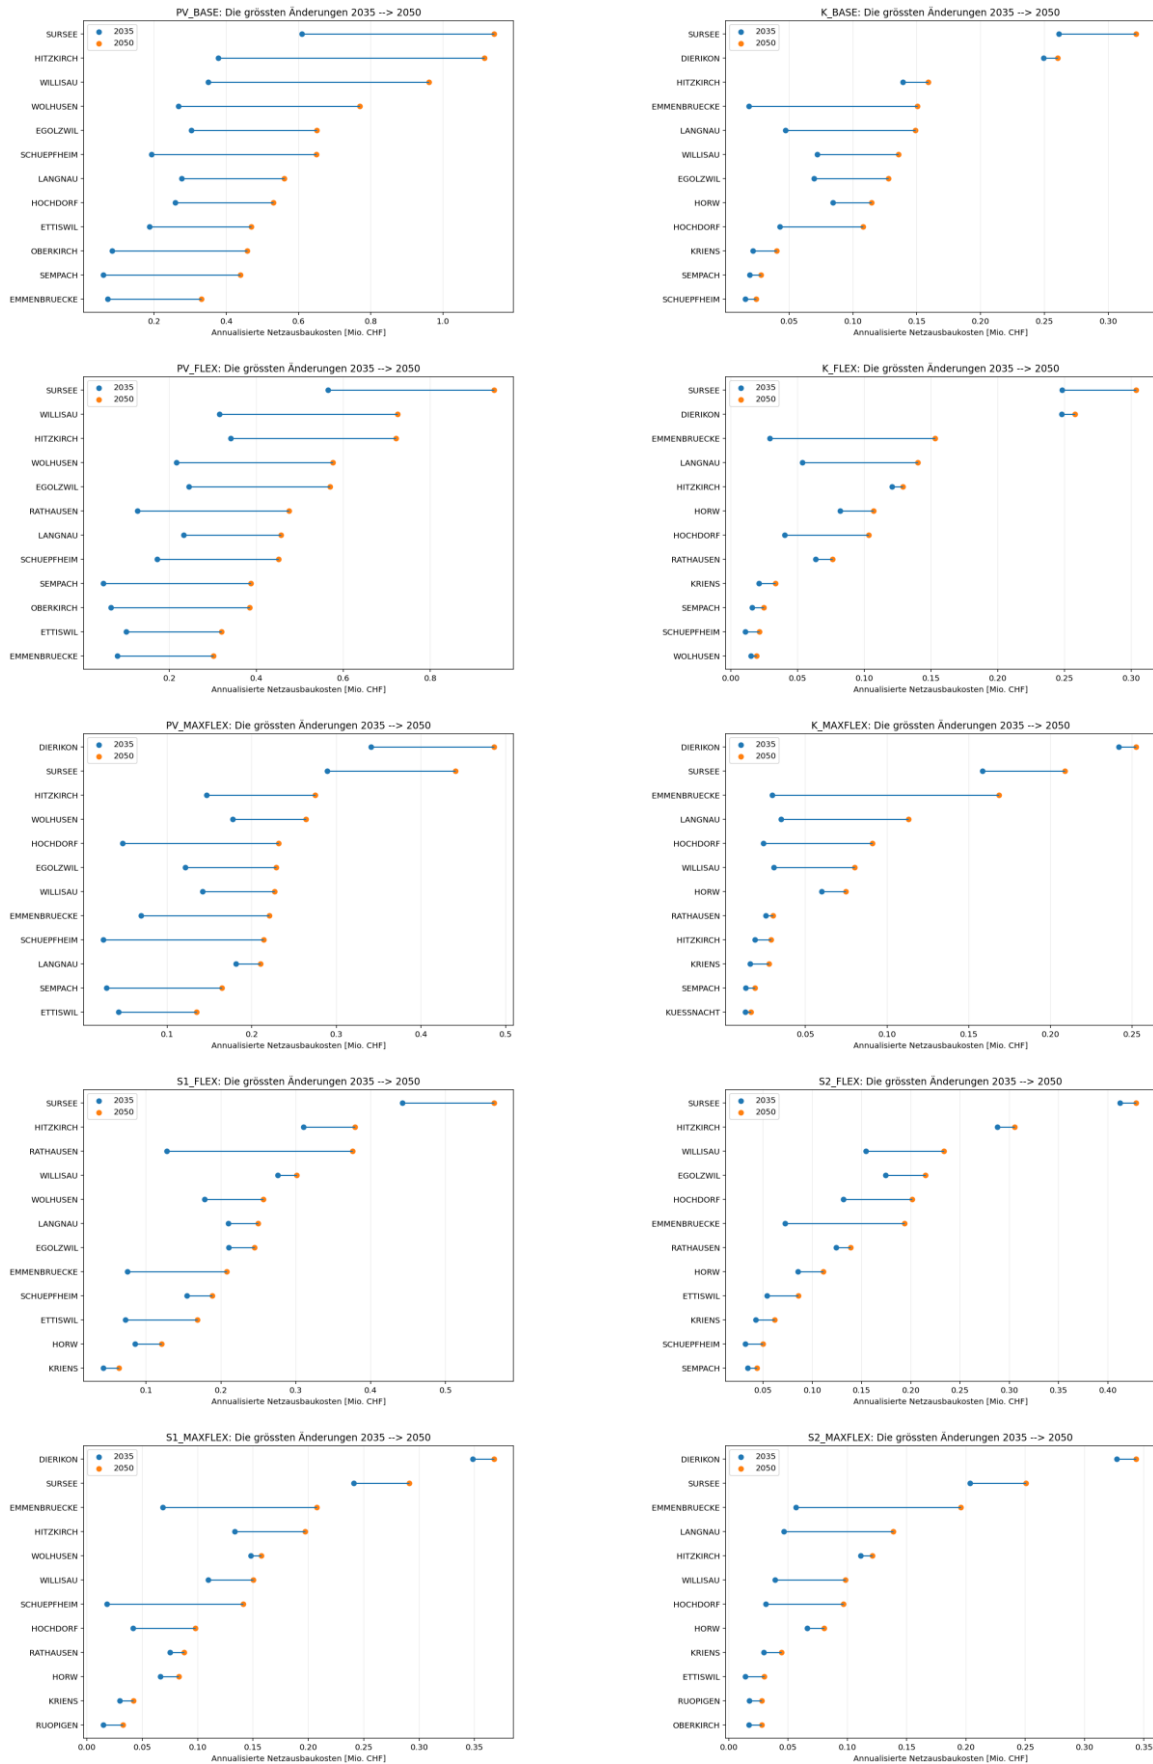 PV_BASE: Die grössten Änderungen 2035 --> 2050
2035
2050
SURSEE
HITZKIRCH
WILLISAU
WOLHUSEN
EGOLZWIL
SCHUEPFHEIM
LANGNAU
HOCHDORF
ETTISWIL
OBERKIRCH
SEMPACH
EMMENBRUECKE
0.2 0.4 0.6 0.8 1.0
Annualisierte Netzausbaukosten [Mio. CHF]
K_BASE: Die grössten Änderungen 2035 --> 2050
2035
2050
SURSEE
DIERIKON
HITZKIRCH
EMMENBRUECKE
LANGNAU
WILLISAU
EGOLZWIL
HORW
HOCHDORF
KRIENS
SEMPACH
SCHUEPFHEIM
0.05 0.10 0.15 0.20 0.25 0.30
Annualisierte Netzausbaukosten [Mio. CHF]
PV_FLEX: Die grössten Änderungen 2035 --> 2050
2035
2050
SURSEE
WILLISAU
HITZKIRCH
WOLHUSEN
EGOLZWIL
RATHAUSEN
LANGNAU
SCHUEPFHEIM
SEMPACH
OBERKIRCH
ETTISWIL
EMMENBRUECKE
0.2 0.4 0.6 0.8
Annualisierte Netzausbaukosten [Mio. CHF]
K_FLEX: Die grössten Änderungen 2035 --> 2050
2035
2050
SURSEE
DIERIKON
EMMENBRUECKE
LANGNAU
HITZKIRCH
HORW
HOCHDORF
RATHAUSEN
KRIENS
SEMPACH
SCHUEPFHEIM
WOLHUSEN
0.00 0.05 0.10 0.15 0.20 0.25 0.30
Annualisierte Netzausbaukosten [Mio. CHF]
PV_MAXFLEX: Die grössten Änderungen 2035 --> 2050
2035
2050
DIERIKON
SURSEE
HITZKIRCH
WOLHUSEN
HOCHDORF
EGOLZWIL
WILLISAU
EMMENBRUECKE
SCHUEPFHEIM
LANGNAU
SEMPACH
ETTISWIL
0.1 0.2 0.3 0.4 0.5
Annualisierte Netzausbaukosten [Mio. CHF]
K_MAXFLEX: Die grössten Änderungen 2035 --> 2050
2035
2050
DIERIKON
SURSEE
EMMENBRUECKE
LANGNAU
HOCHDORF
WILLISAU
HORW
RATHAUSEN
HITZKIRCH
KRIENS
SEMPACH
KUESSNACHT
0.05 0.10 0.15 0.20 0.25
Annualisierte Netzausbaukosten [Mio. CHF]
S1_FLEX: Die grössten Änderungen 2035 --> 2050
2035
2050
SURSEE
HITZKIRCH
RATHAUSEN
WILLISAU
WOLHUSEN
LANGNAU
EGOLZWIL
EMMENBRUECKE
SCHUEPFHEIM
ETTISWIL
HORW
KRIENS
0.1 0.2 0.3 0.4 0.5
Annualisierte Netzausbaukosten [Mio. CHF]
S2_FLEX: Die grössten Änderungen 2035 --> 2050
2035
2050
SURSEE
HITZKIRCH
WILLISAU
EGOLZWIL
HOCHDORF
EMMENBRUECKE
RATHAUSEN
HORW
ETTISWIL
KRIENS
SCHUEPFHEIM
SEMPACH
0.05 0.10 0.15 0.20 0.25 0.30 0.35 0.40
Annualisierte Netzausbaukosten [Mio. CHF]
S1_MAXFLEX: Die grössten Änderungen 2035 --> 2050
2035
2050
DIERIKON
SURSEE
EMMENBRUECKE
HITZKIRCH
WOLHUSEN
WILLISAU
SCHUEPFHEIM
HOCHDORF
RATHAUSEN
HORW
KRIENS
RUOPIGEN
0.00 0.05 0.10 0.15 0.20 0.25 0.30 0.35
Annualisierte Netzausbaukosten [Mio. CHF]
S2_MAXFLEX: Die grössten Änderungen 2035 --> 2050
2035
2050
DIERIKON
SURSEE
EMMENBRUECKE
LANGNAU
HITZKIRCH
WILLISAU
HOCHDORF
HORW
KRIENS
ETTISWIL
RUOPIGEN
OBERKIRCH
0.00 0.05 0.10 0.15 0.20 0.25 0.30 0.35
Annualisierte Netzausbaukosten [Mio. CHF]